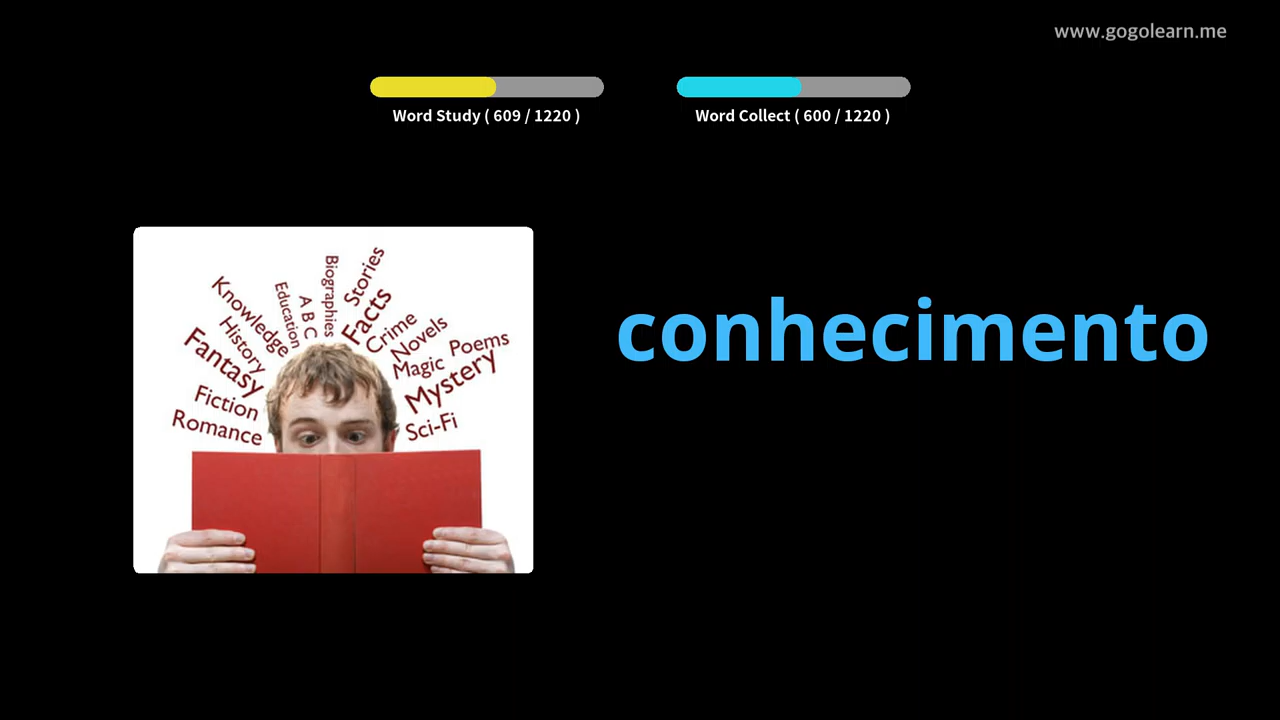 www.gogolearn.me
Word Study ( 609 / 1220 )
Word Collect ( 600 / 1220 )
Biographies
Stories
Knowledge
Education
A B C
Facts
Crime
History
Novels
Poems
Fantasy
Magic
Mystery
Fiction
Romance
Sci-Fi
conhecimento